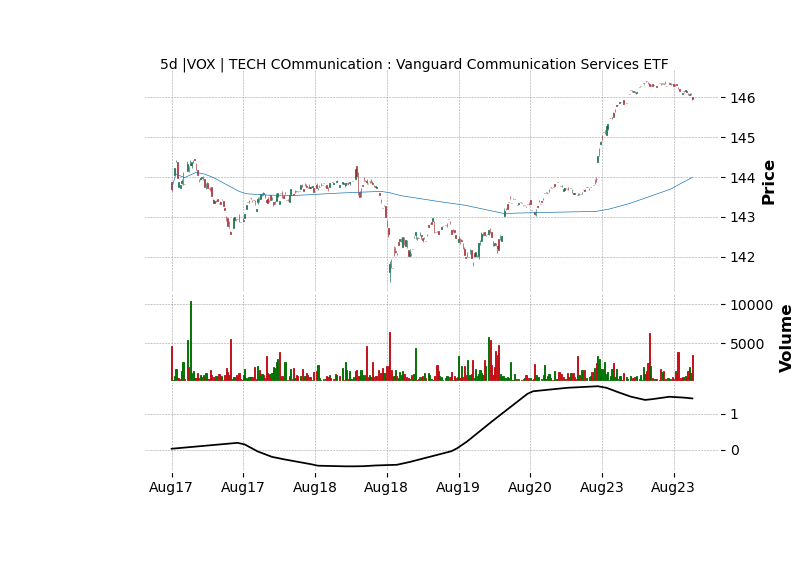 5d |VOX | TECH COmmunication : Vanguard Communication Services ETF
146
145
144
143
142
Price
10000
5000
Volume
1
0
Aug17 Aug17 Aug18 Aug18 Aug19 Aug20 Aug23 Aug23